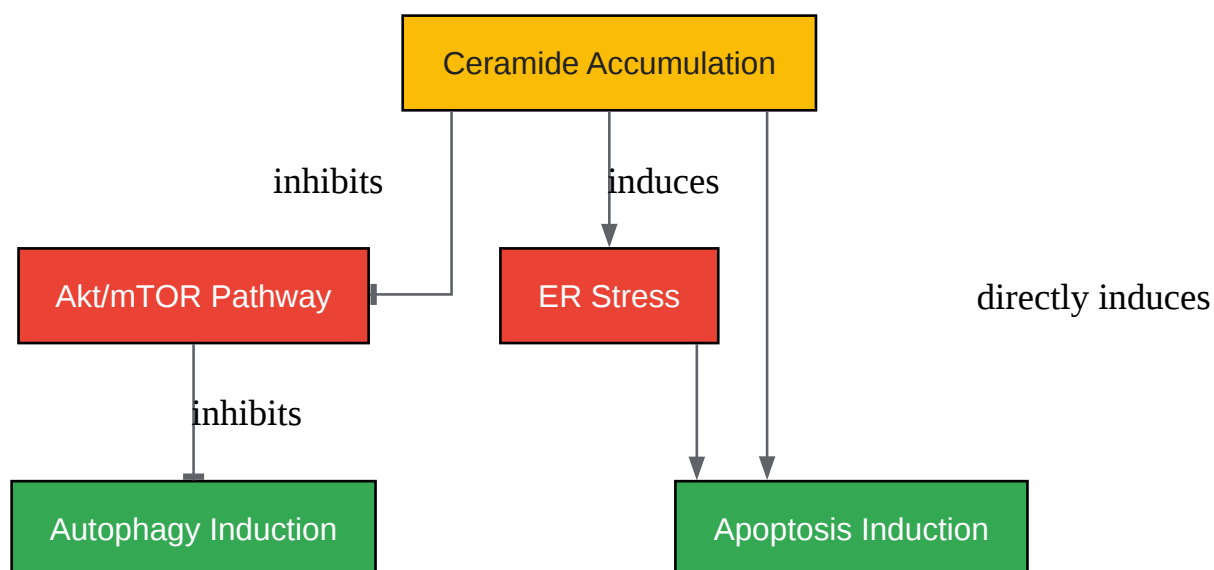 Ceramide Accumulation
inhibits
induces
Akt/mTOR Pathway
ER Stress
directly induces
inhibits
Autophagy Induction
Apoptosis Induction